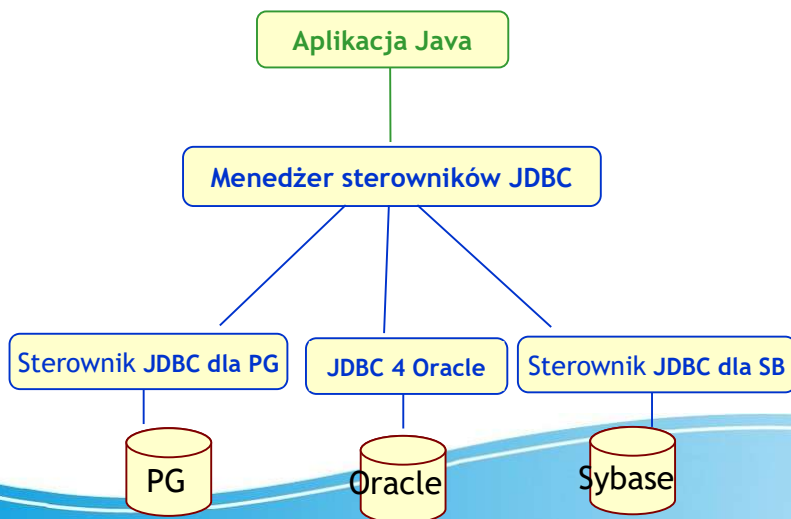 Aplikacja Java
Menedżer sterowników JDBC
Sterownik JDBC dla PG
JDBC 4 Oracle
Sterownik JDBC dla SB
PG
Oracle
Sybase